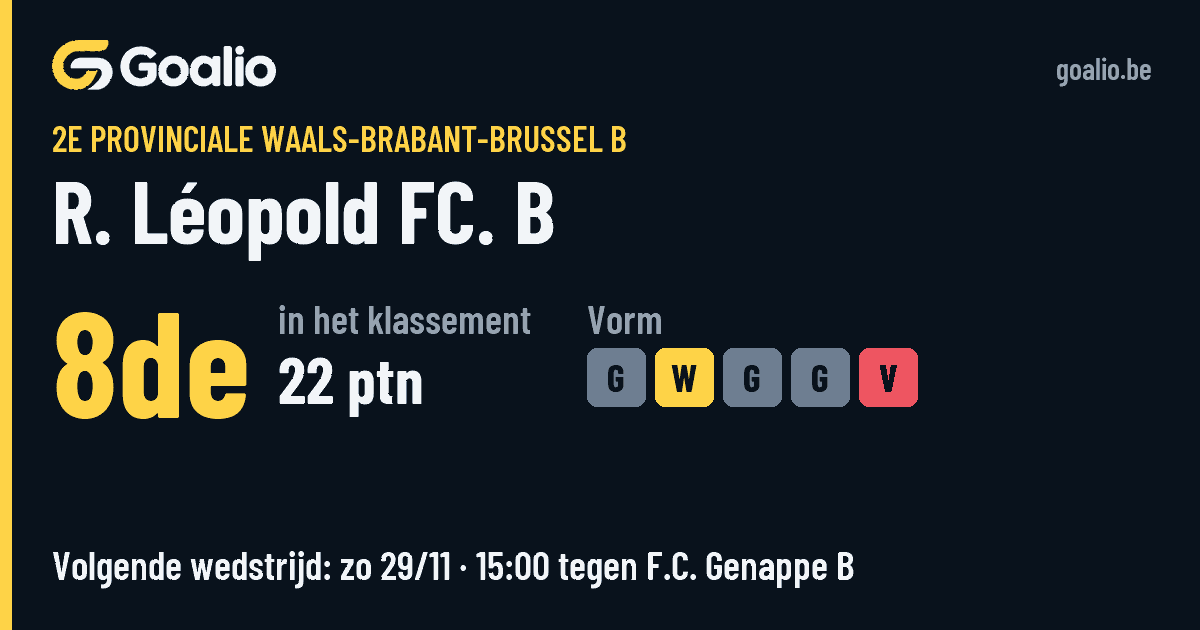 Goalio
goalio.be
2E PROVINCIALE WAALS-BRABANT-BRUSSEL B
R. Léopold FC. B
8de
in het klassement
22 ptn
Vorm
G W G G V
Volgende wedstrijd: zo 29/11 · 15:00 tegen F.C. Genappe B